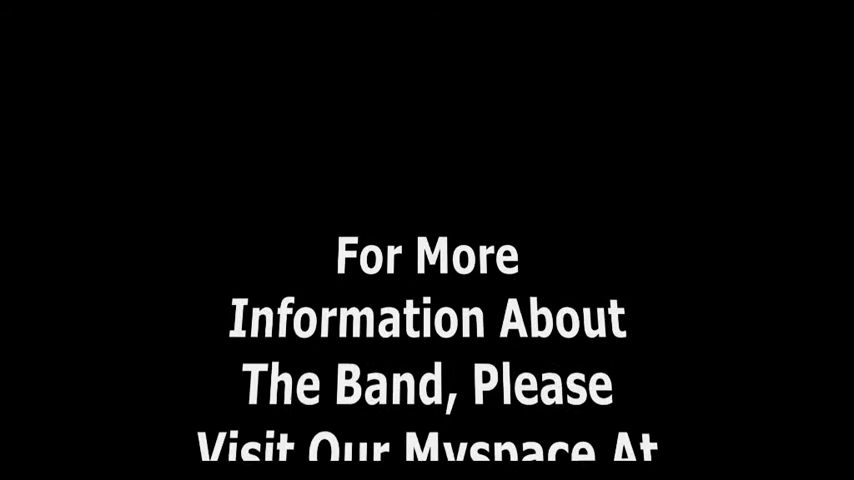 For More
Information About
The Band, Please
Visit Our Myspace At